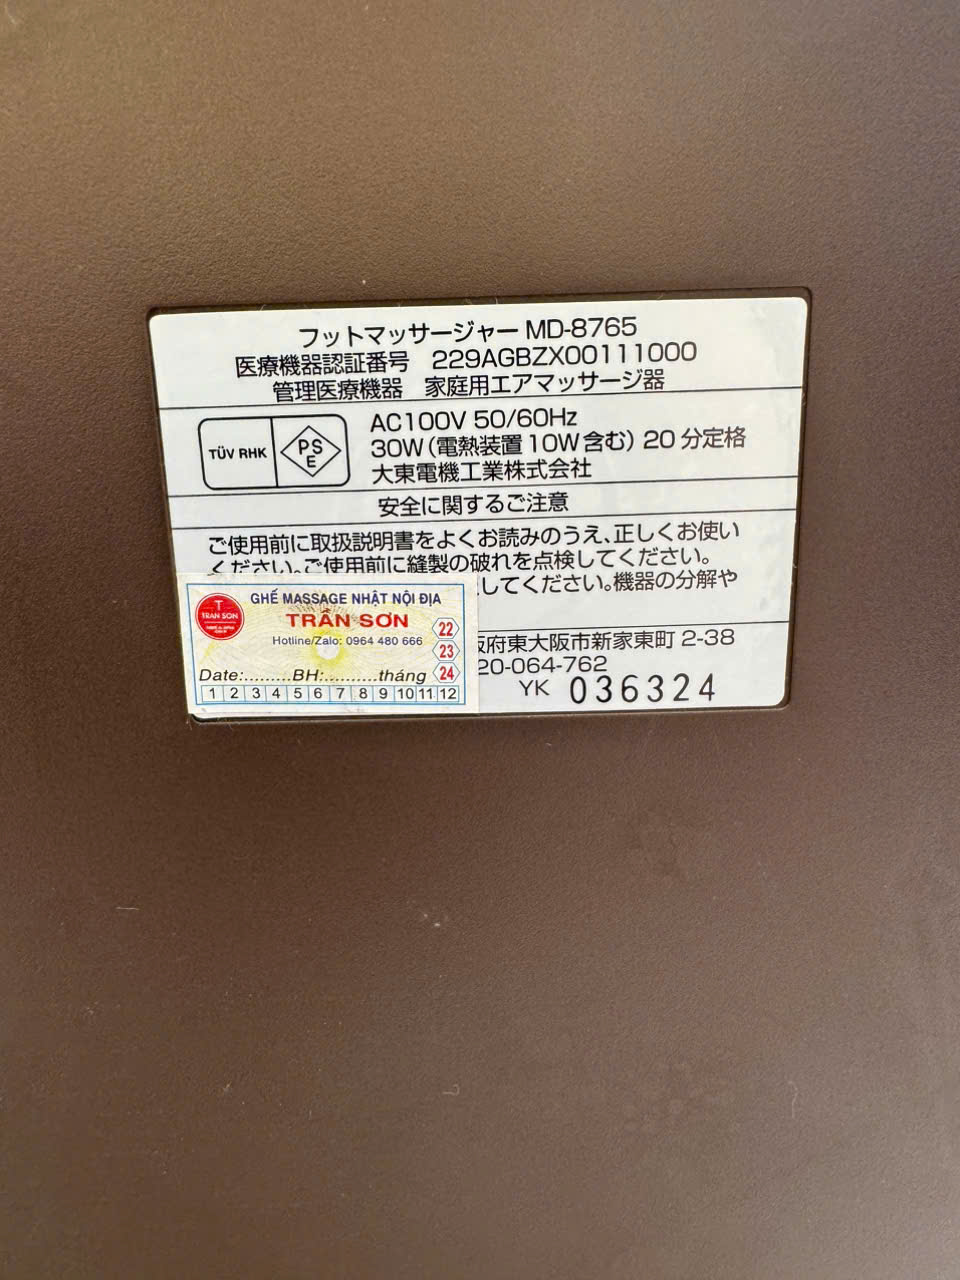 フットマッサージャー MD-8765
医療機器認証番号 229AGBZX00111000
管理医療機器 家庭用エアマッサージ器
TÜV RHK
PS
E
AC100V 50/60Hz
30W(電熱装置10W含む) 20分定格
大東電機工業株式会社
安全に関するご注意
ご使用前に取扱説明書をよくお読みのうえ、正しくお使い
ください。ご使用前に縫製の破れを点検してください。
してください。機器の分解や
府東大阪市新家東町 2-38
20-064-762
YK 036324
T
TRAN SON
GHẾ MASSAGE NHẬT NỘI ĐỊA
TRẦN SƠN
Hotline/Zalo: 0964 480 666
22
23
24
Date:.........BH:..........tháng
1 2 3 4 5 6 7 8 9 10 11 12